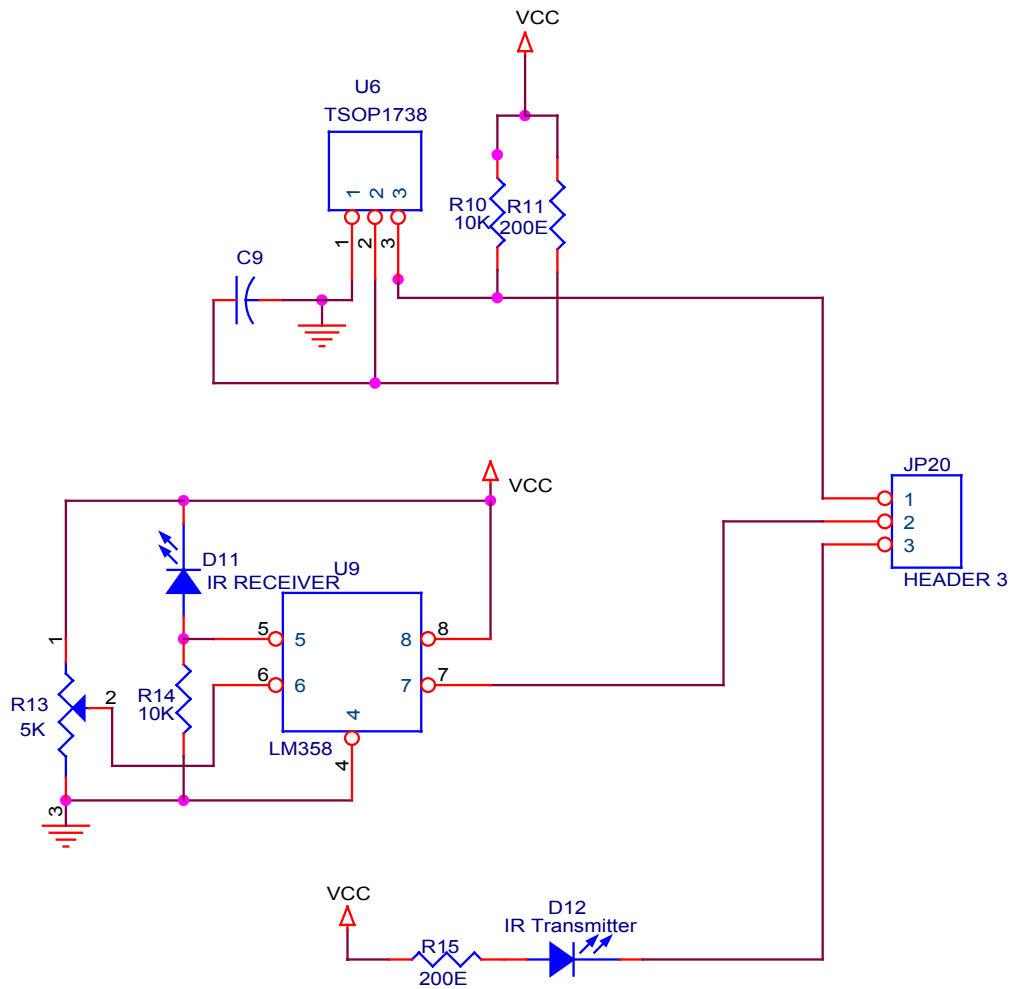 VCC
U6
TSOP1738
1
2
3
1
2
3
R10
10K
R11
200E
C9
VCC
JP20
1
2
3
HEADER 3
D11
IR RECEIVER
U9
5
5
8
8
6
6
7
7
4
4
LM358
1
R13
5K
2
3
R14
10K
VCC
R15
200E
D12
IR Transmitter